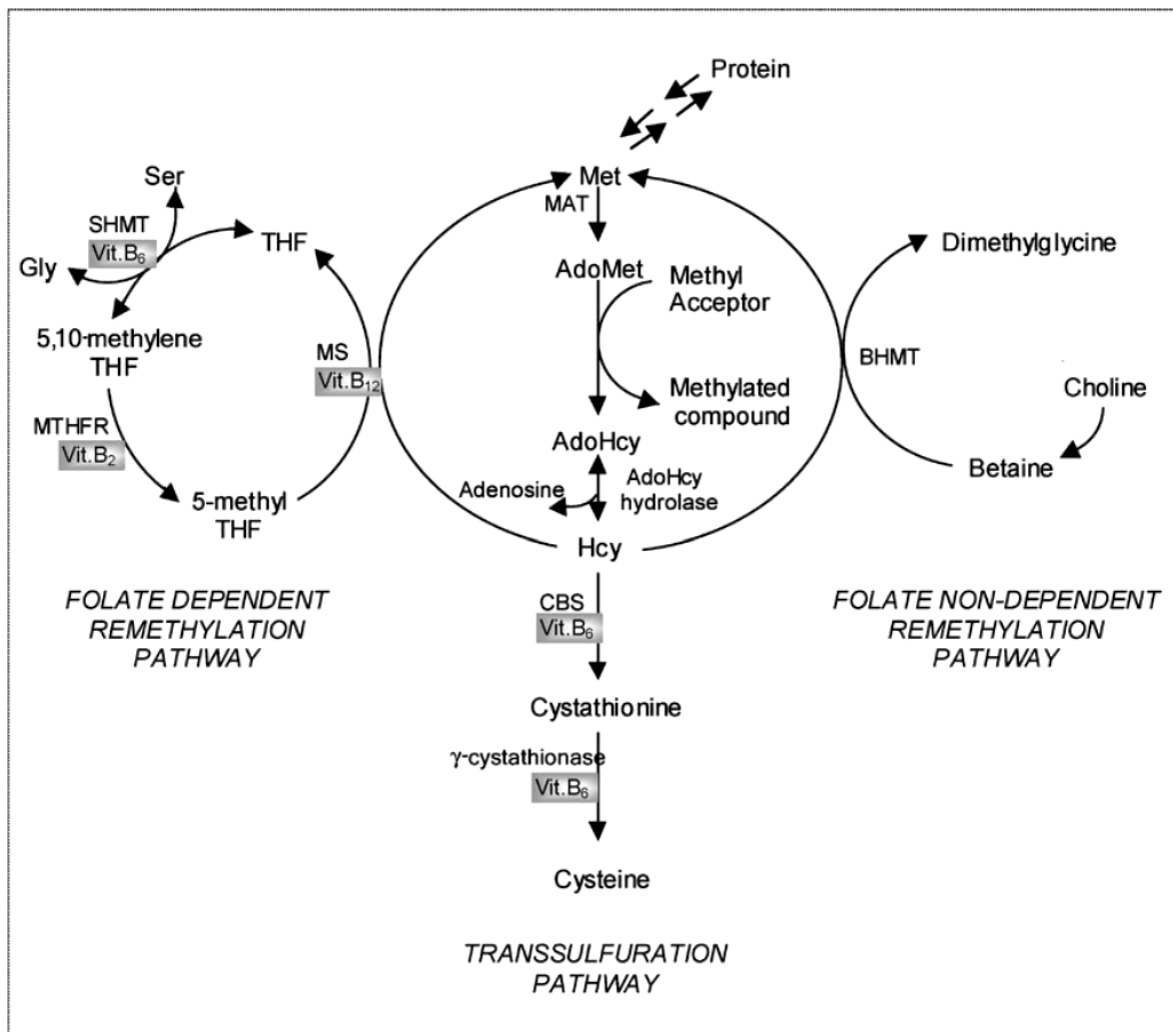 Protein
Met
MAT
Ser
SHMT
Vit.B₆
THF
Gly
5,10-methylene
THF
MTHFR
Vit.B₂
5-methyl
THF
MS
Vit.B₁₂
AdoMet
Methyl
Acceptor
Methylated
compound
AdoHcy
Adenosine
AdoHcy
hydrolase
Hcy
Dimethylglycine
BHMT
Choline
Betaine
FOLATE DEPENDENT
REMETHYLATION
PATHWAY
FOLATE NON-DEPENDENT
REMETHYLATION
PATHWAY
CBS
Vit.B₆
Cystathionine
γ-cystathionase
Vit.B₆
Cysteine
TRANSSULFURATION
PATHWAY